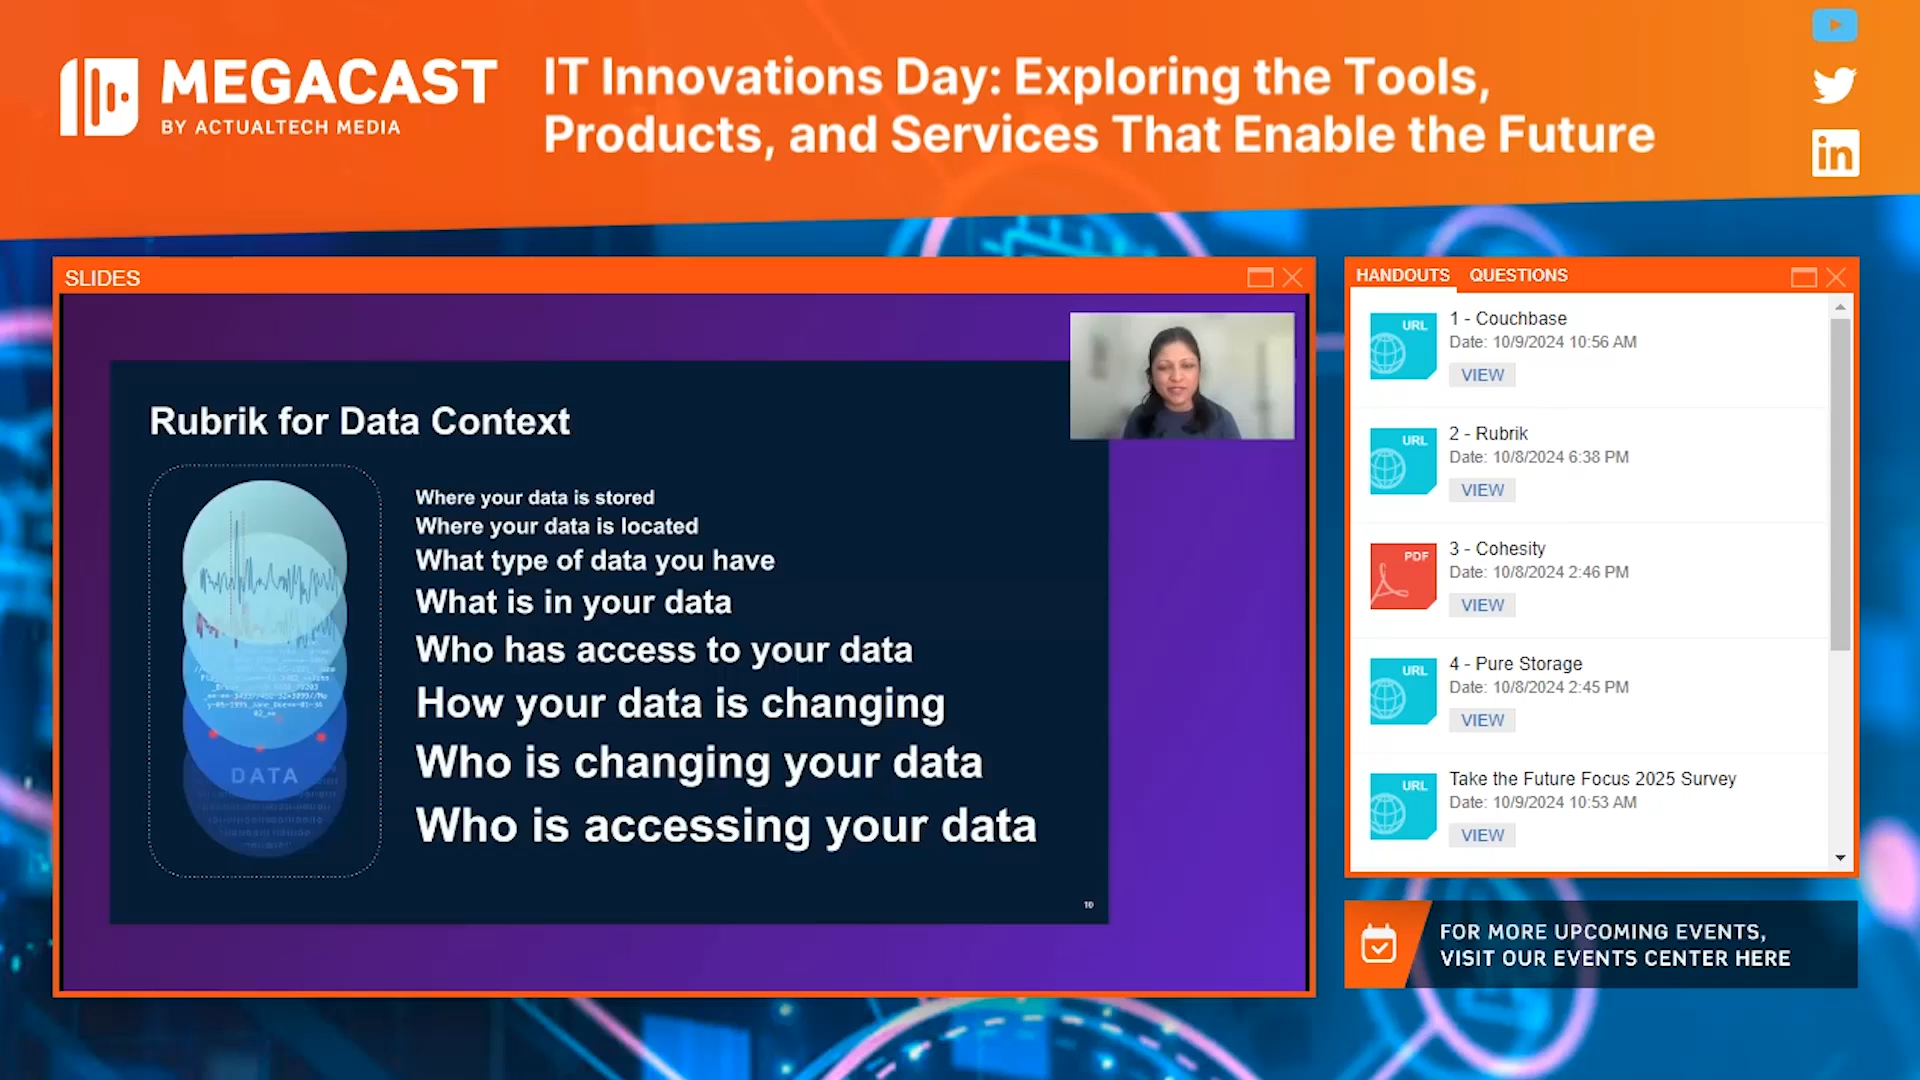 MEGACAST
BY ACTUALTECH MEDIA
IT Innovations Day: Exploring the Tools,
Products, and Services That Enable the Future
in
SLIDES
Rubrik for Data Context
DATA
Where your data is stored
Where your data is located
What type of data you have
What is in your data
Who has access to your data
How your data is changing
Who is changing your data
Who is accessing your data
10
HANDOUTS QUESTIONS
URL
1 - Couchbase
Date: 10/9/2024 10:56 AM
VIEW
URL
2 - Rubrik
Date: 10/8/2024 6:38 PM
VIEW
PDF
3 - Cohesity
Date: 10/8/2024 2:46 PM
VIEW
URL
4 - Pure Storage
Date: 10/8/2024 2:45 PM
VIEW
URL
Take the Future Focus 2025 Survey
Date: 10/9/2024 10:53 AM
VIEW
FOR MORE UPCOMING EVENTS,
VISIT OUR EVENTS CENTER HERE